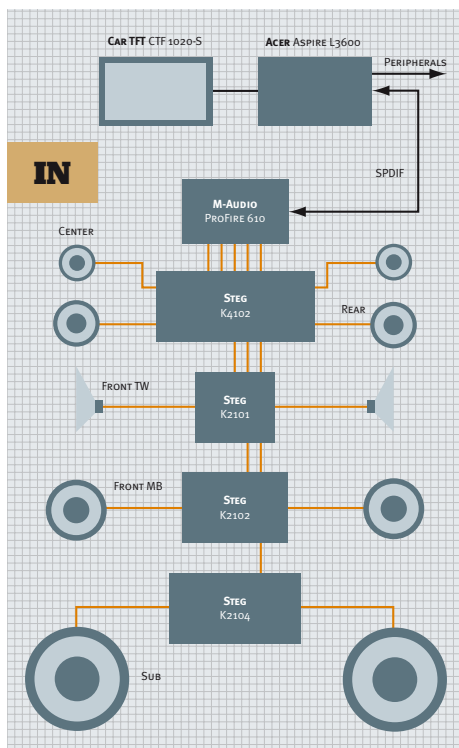 Car TFT CTF 1020-S
Acer Aspire L3600
Peripherals
IN
SPDIF
M-Audio
ProFire 610
Center
Steg
K4102
Rear
Front TW
Steg
K2101
Front MB
Steg
K2102
Steg
K2104
Sub